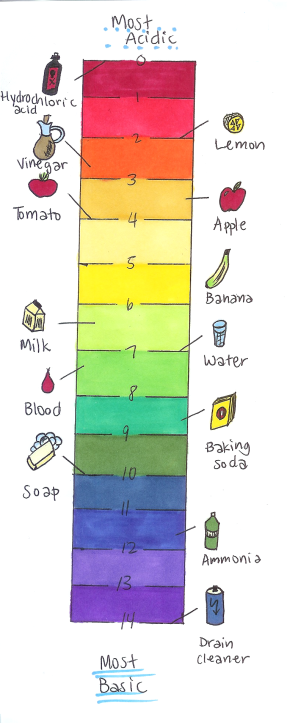 Most
Acidic
0
Hydrochloric
acid
1
Lemon
2
Vinegar
3
Tomato
Apple
4
5
Banana
6
Milk
7
Water
Blood
8
9
Baking
soda
Soap
10
11
12
Ammonia
13
14
Drain
cleaner
Most
Basic